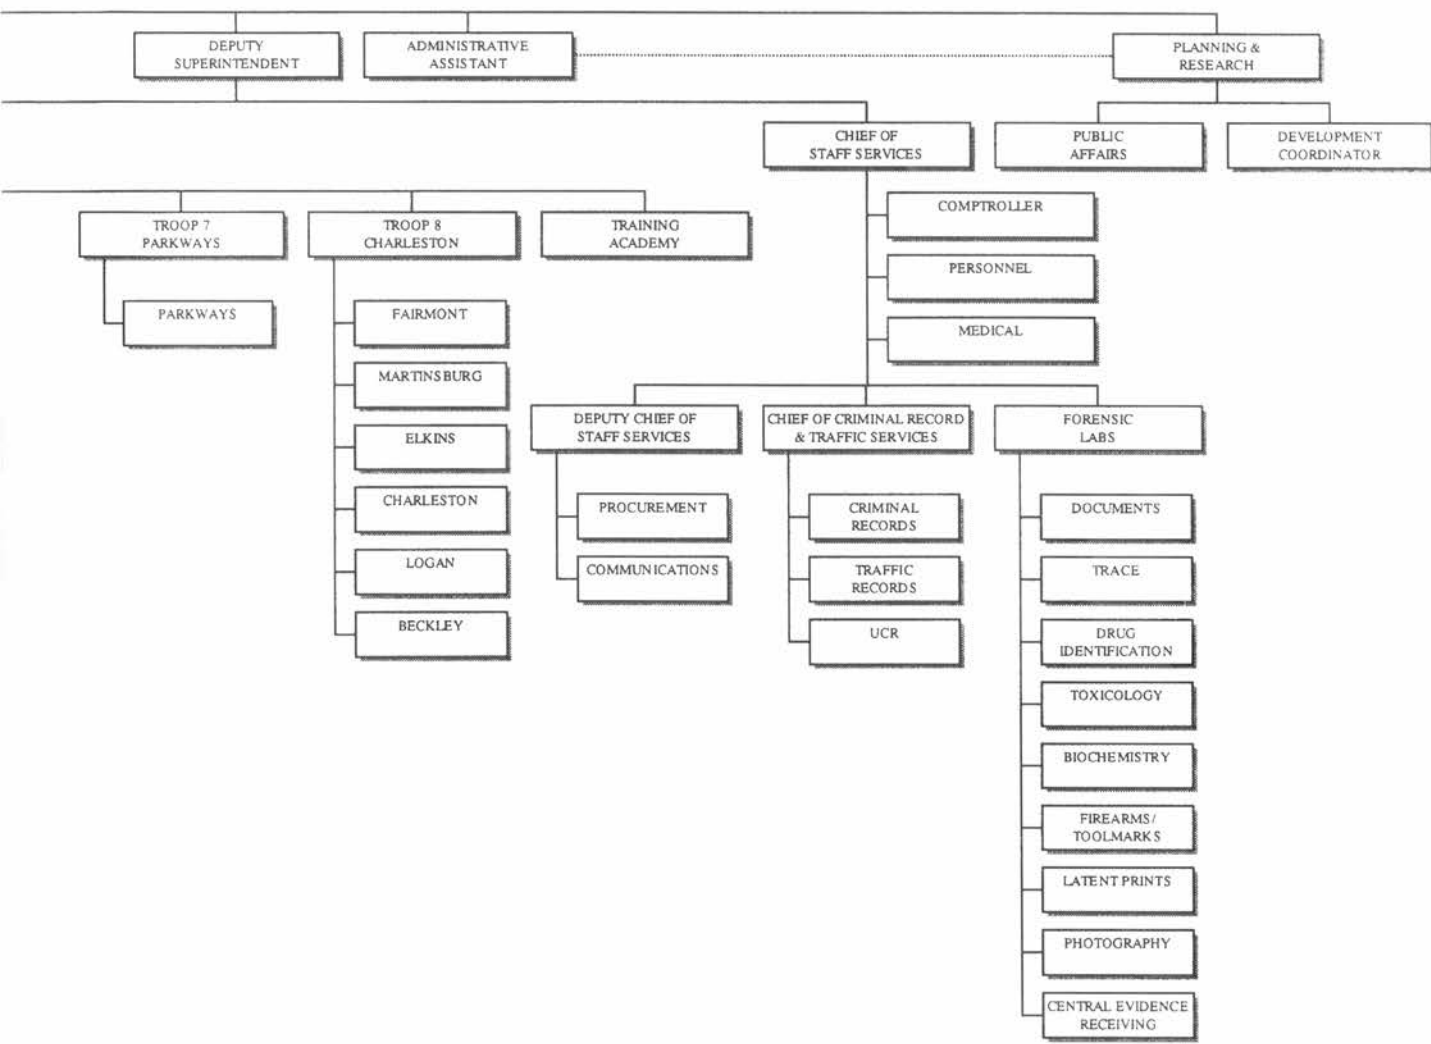 DEPUTY
SUPERINTENDENT
ADMINISTRATIVE
ASSISTANT
PLANNING &
RESEARCH
CHIEF OF
STAFF SERVICES
PUBLIC
AFFAIRS
DEVELOPMENT
COORDINATOR
TROOP 7
PARKWAYS
TROOP 8
CHARLESTON
TRAINING
ACADEMY
COMPTROLLER
PERSONNEL
MEDICAL
PARKWAYS
FAIRMONT
MARTINSBURG
ELKINS
CHARLESTON
LOGAN
BECKLEY
DEPUTY CHIEF OF
STAFF SERVICES
CHIEF OF CRIMINAL RECORD
& TRAFFIC SERVICES
FORENSIC
LABS
PROCUREMENT
COMMUNICATIONS
CRIMINAL
RECORDS
TRAFFIC
RECORDS
UCR
DOCUMENTS
TRACE
DRUG
IDENTIFICATION
TOXICOLOGY
BIOCHEMISTRY
FIREARMS/
TOOLMARKS
LATENT PRINTS
PHOTOGRAPHY
CENTRAL EVIDENCE
RECEIVING